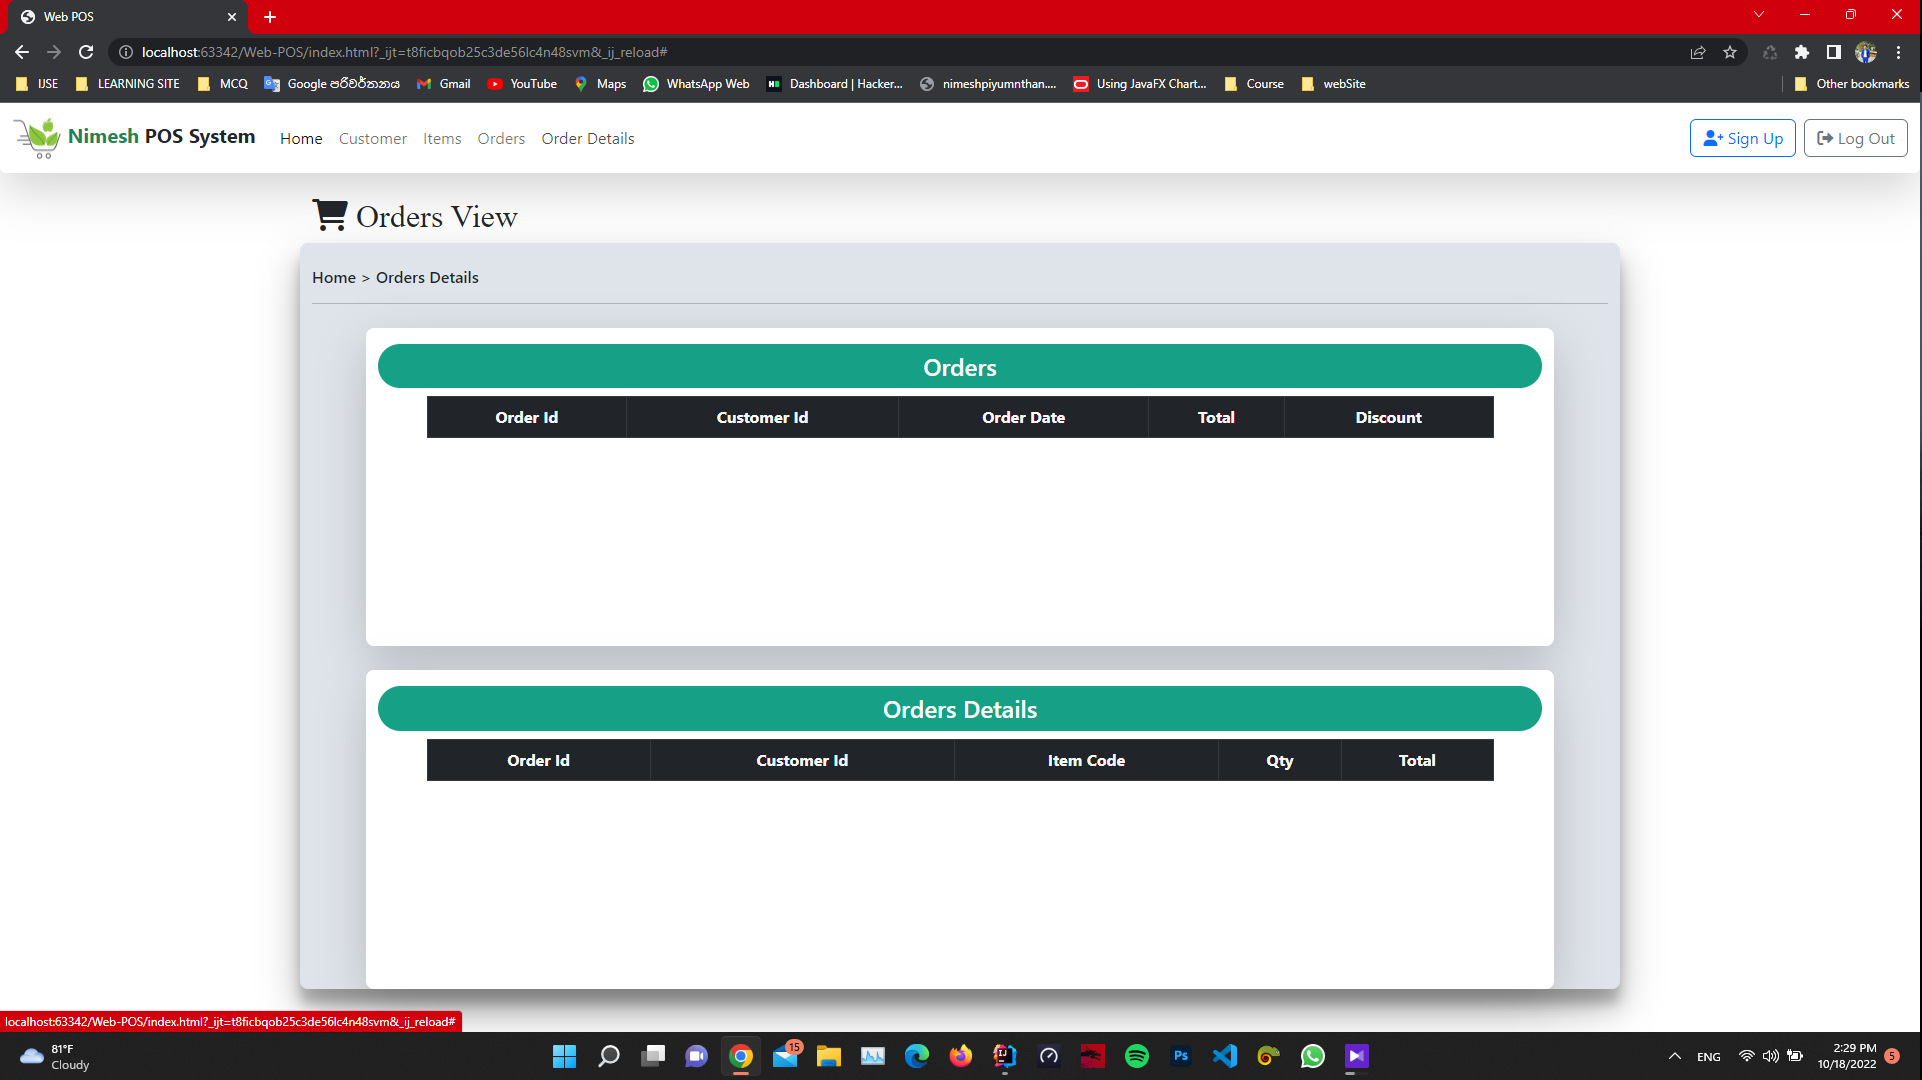 Web POS
localhost:63342/Web-POS/index.html?_ijt=t8ficbqob25c3de56lc4n48svm&_ij_reload#
IJSE LEARNING SITE MCQ Google පරිවර්තනය Gmail YouTube Maps WhatsApp Web Dashboard | Hacker... nimeshpiyumnthan.... Using JavaFX Chart... Course webSite Other bookmarks
Nimesh POS System Home Customer Items Orders Order Details Sign Up Log Out
Orders View
Home > Orders Details
Orders
Order Id Customer Id Order Date Total Discount
Orders Details
Order Id Customer Id Item Code Qty Total
localhost:63342/Web-POS/index.html?_ijt=t8ficbqob25c3de56lc4n48svm&_ij_reload#
81°F
Cloudy
15
Ps
ENG
2:29 PM
10/18/2022
5